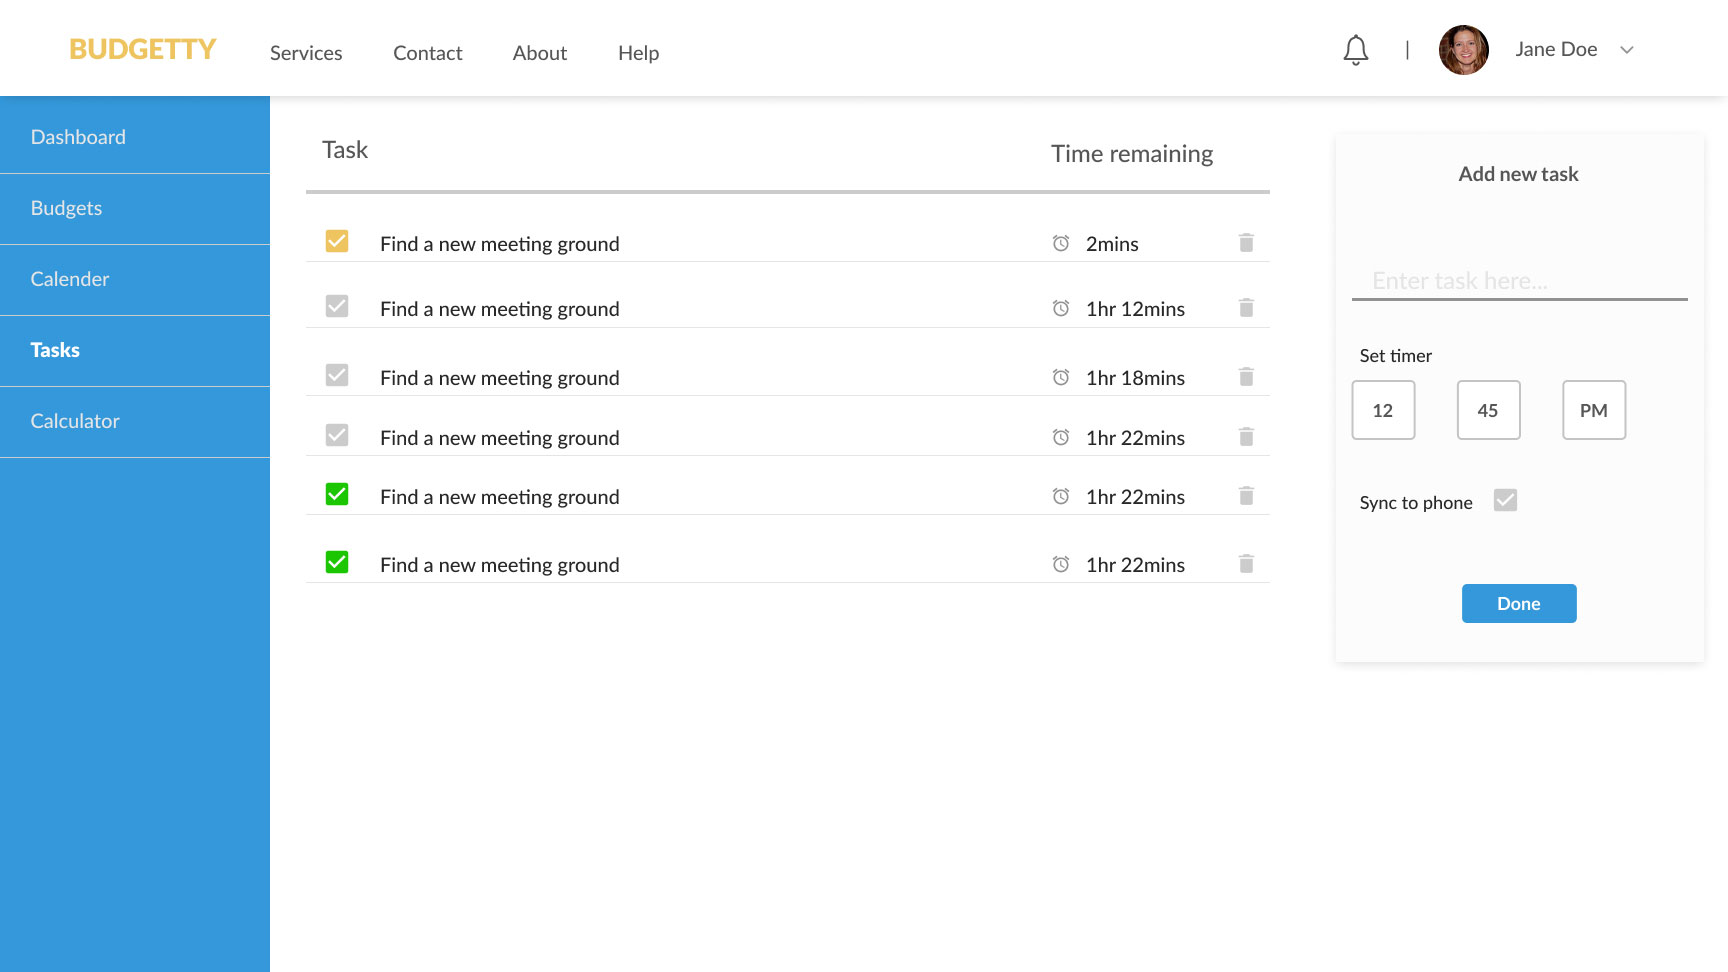 BUDGETTY
Services
Contact
About
Help
|
Jane Doe
Dashboard
Budgets
Calender
Tasks
Calculator
Task
Time remaining
Find a new meeting ground
2mins
Find a new meeting ground
1hr 12mins
Find a new meeting ground
1hr 18mins
Find a new meeting ground
1hr 22mins
Find a new meeting ground
1hr 22mins
Find a new meeting ground
1hr 22mins
Add new task
Enter task here...
Set timer
12
45
PM
Sync to phone
Done